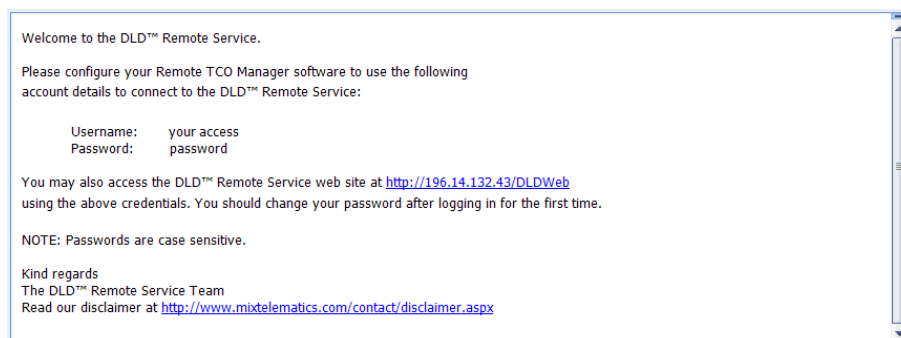 Welcome to the DLD™ Remote Service.
Please configure your Remote TCO Manager software to use the following
account details to connect to the DLD™ Remote Service:
Username: your access
Password: password
You may also access the DLD™ Remote Service web site at http://196.14.132.43/DLDWeb
using the above credentials. You should change your password after logging in for the first time.
NOTE: Passwords are case sensitive.
Kind regards
The DLD™ Remote Service Team
Read our disclaimer at http://www.mixtelematics.com/contact/disclaimer.aspx